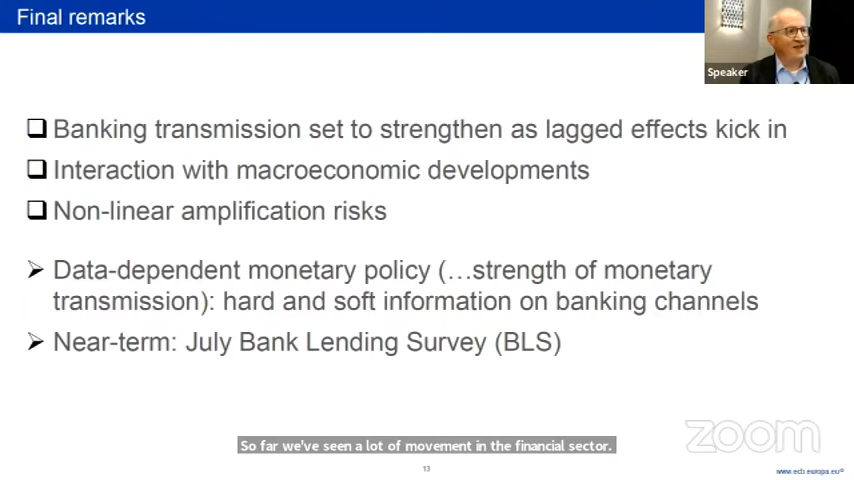 Final remarks
Speaker
❑ Banking transmission set to strengthen as lagged effects kick in
❑ Interaction with macroeconomic developments
❑ Non-linear amplification risks
➢ Data-dependent monetary policy (…strength of monetary
transmission): hard and soft information on banking channels
➢ Near-term: July Bank Lending Survey (BLS)
So far we've seen a lot of movement in the financial sector.
zoom
13
www.ecb.europa.eu©